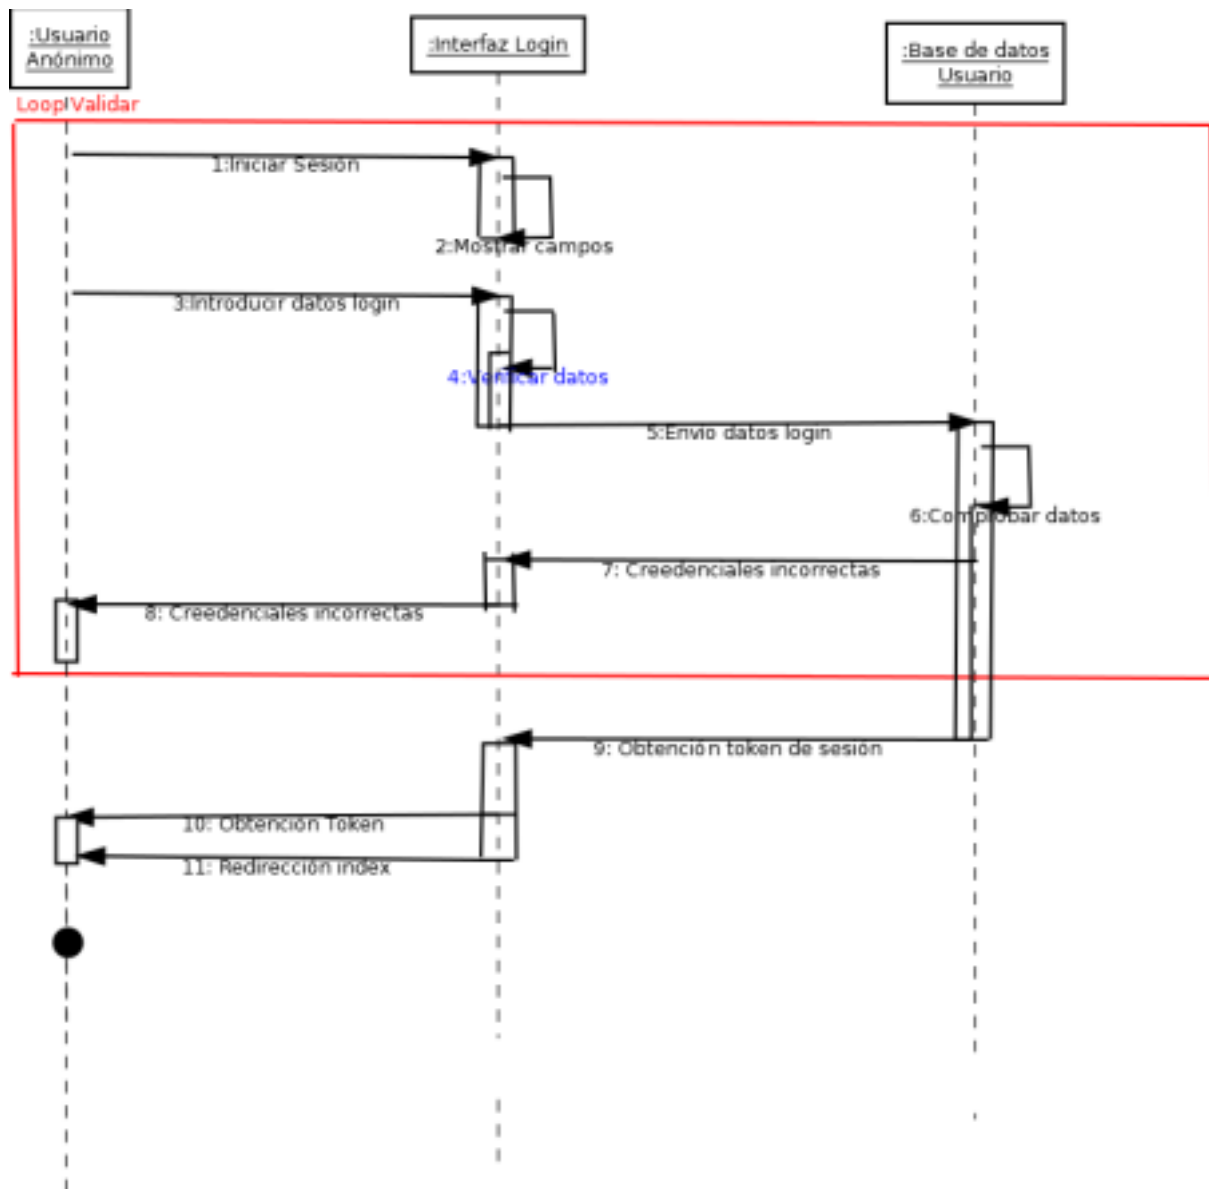 :Usuario
Anónimo
:Interfaz Login
:Base de datos
Usuario
Loop Validar
1:Iniciar Sesión
2:Mostrar campos
3:Introducir datos login
4:Verificar datos
5:Envío datos login
6:Comprobar datos
7: Creedenciales incorrectas
8: Creedenciales incorrectas
9: Obtención token de sesión
10: Obtención Token
11: Redirección index